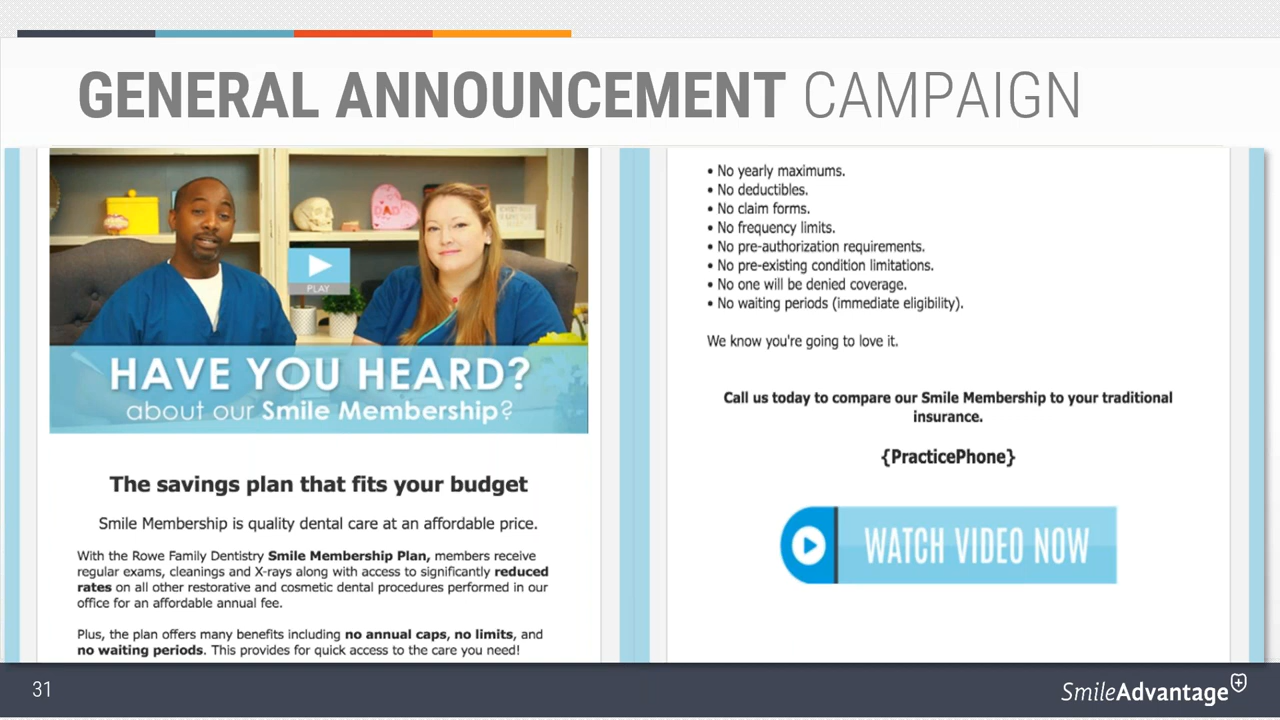 GENERAL ANNOUNCEMENT CAMPAIGN
DAD
PLAY
HAVE YOU HEARD?
about our Smile Membership?
The savings plan that fits your budget
Smile Membership is quality dental care at an affordable price.
With the Rowe Family Dentistry Smile Membership Plan, members receive
regular exams, cleanings and X-rays along with access to significantly reduced
rates on all other restorative and cosmetic dental procedures performed in our
office for an affordable annual fee.
Plus, the plan offers many benefits including no annual caps, no limits, and
no waiting periods. This provides for quick access to the care you need!
• No yearly maximums.
• No deductibles.
• No claim forms.
• No frequency limits.
• No pre-authorization requirements.
• No pre-existing condition limitations.
• No one will be denied coverage.
• No waiting periods (immediate eligibility).
We know you're going to love it.
Call us today to compare our Smile Membership to your traditional
insurance.
{PracticePhone}
WATCH VIDEO NOW
31
SmileAdvantage